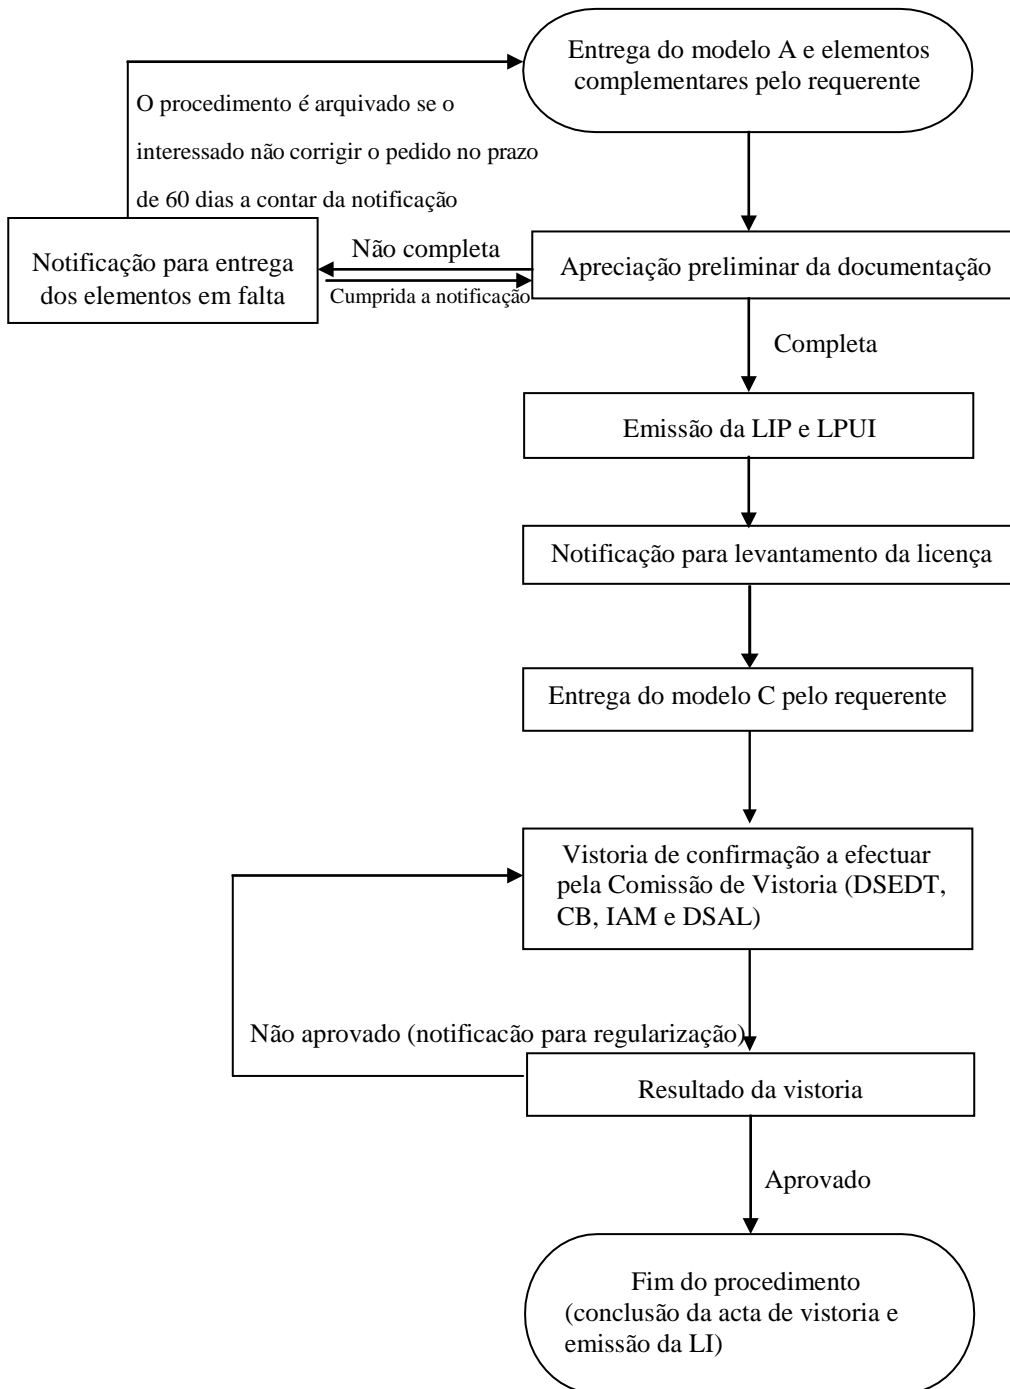 Entrega do modelo A e elementos
complementares pelo requerente
O procedimento é arquivado se o
interessado não corrigir o pedido no prazo
de 60 dias a contar da notificação
Notificação para entrega
dos elementos em falta
Não completa
Cumprida a notificação
Apreciação preliminar da documentação
Completa
Emissão da LIP e LPUI
Notificação para levantamento da licença
Entrega do modelo C pelo requerente
Vistoria de confirmação a efectuar
pela Comissão de Vistoria (DSEDT,
CB, IAM e DSAL)
Não aprovado (notificacão para regularização)
Resultado da vistoria
Aprovado
Fim do procedimento
(conclusão da acta de vistoria e
emissão da LI)